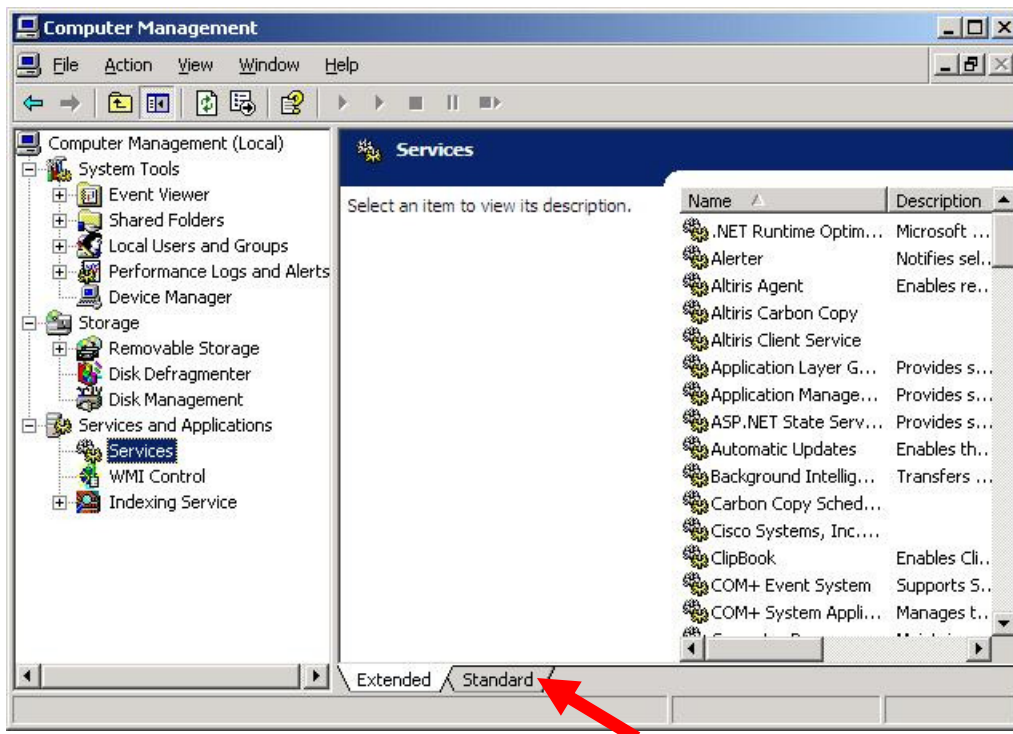 Computer Management
File Action View Window Help
Computer Management (Local)
System Tools
Event Viewer
Shared Folders
Local Users and Groups
Performance Logs and Alerts
Device Manager
Storage
Removable Storage
Disk Defragmenter
Disk Management
Services and Applications
Services
WMI Control
Indexing Service
Services
Select an item to view its description.
Name Description
.NET Runtime Optim... Microsoft ...
Alerter Notifies sel...
Altiris Agent Enables re...
Altiris Carbon Copy
Altiris Client Service
Application Layer G... Provides s...
Application Manage... Provides s...
ASP.NET State Serv... Provides s...
Automatic Updates Enables th...
Background Intellig... Transfers ...
Carbon Copy Sched...
Cisco Systems, Inc....
ClipBook Enables Cli...
COM+ Event System Supports S...
COM+ System Appli... Manages t...
Extended Standard